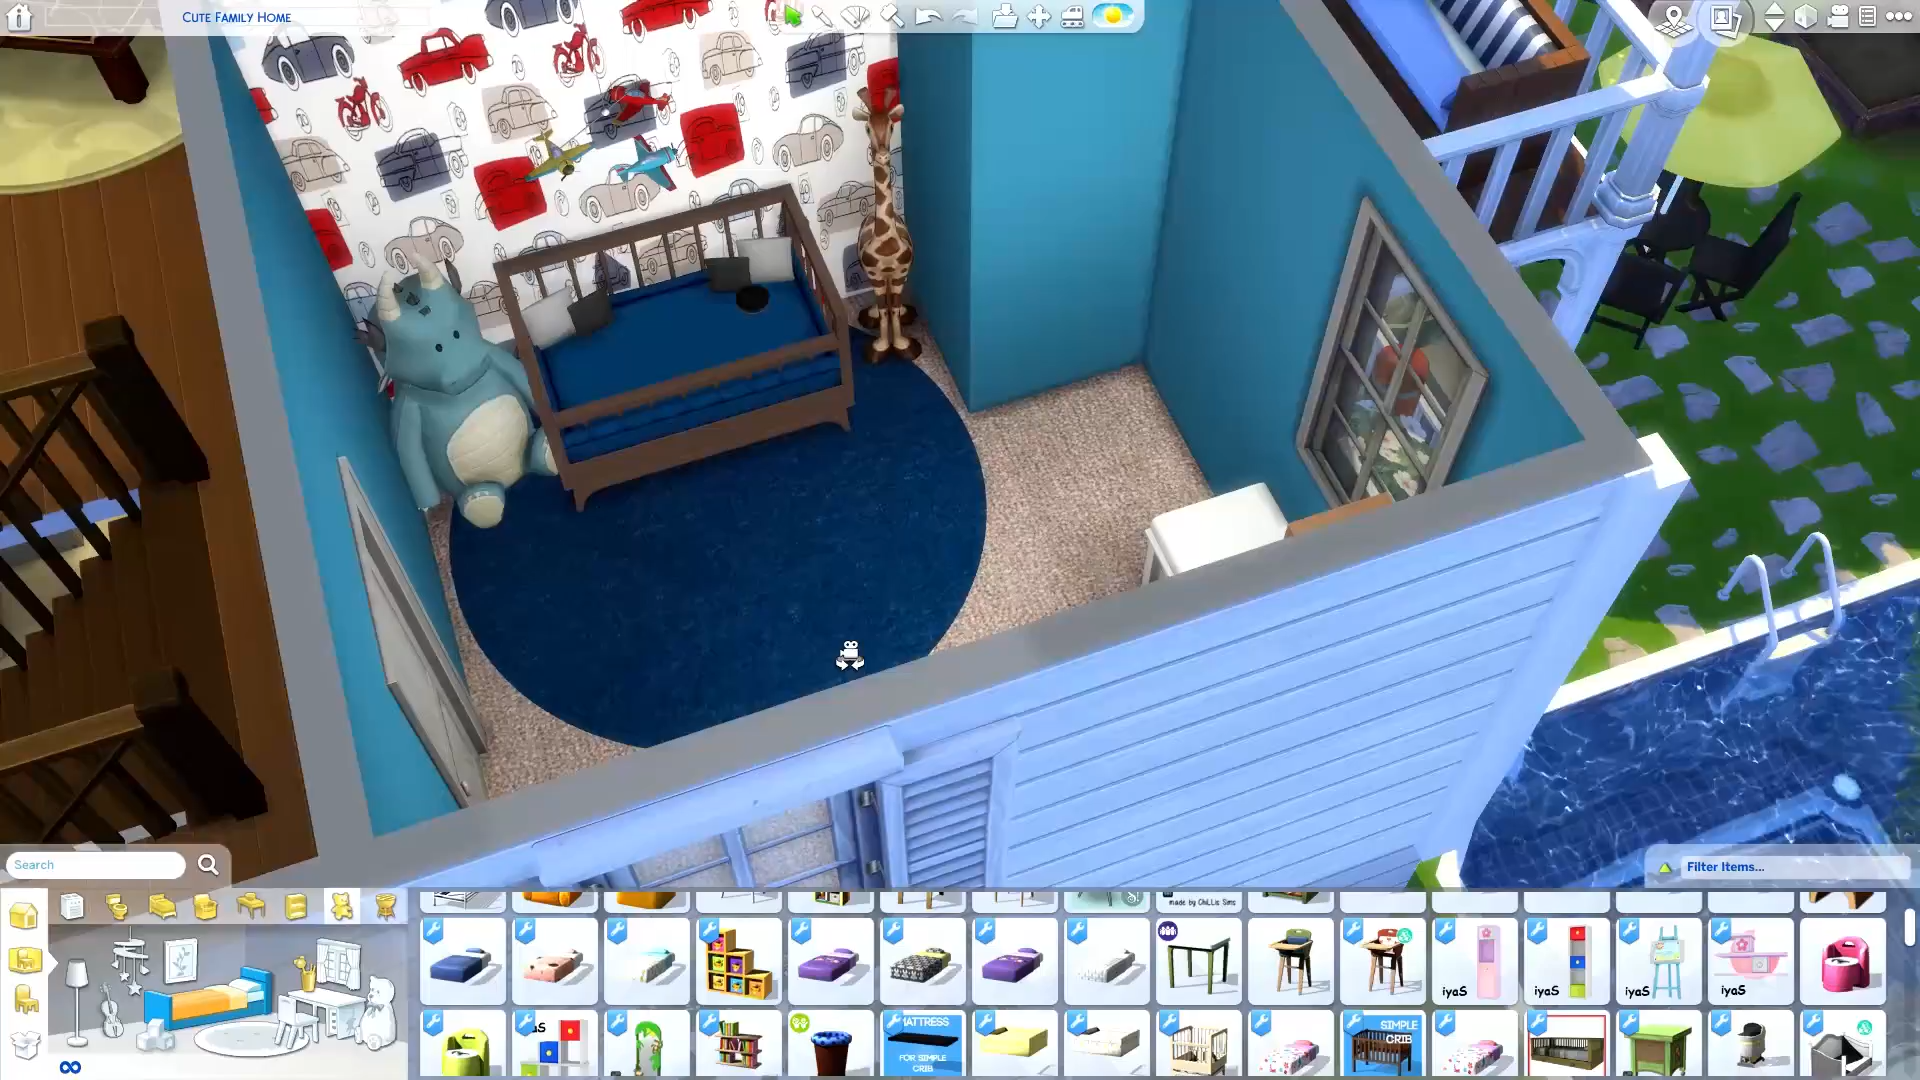 CUTE FAMILY HOME
Search
Filter Items...
made by ChiLLis Sims
iyaS
iyaS
iyaS
iyaS
aS
MATTRESS
FOR SIMPLE
CRIB
SIMPLE
CRIB